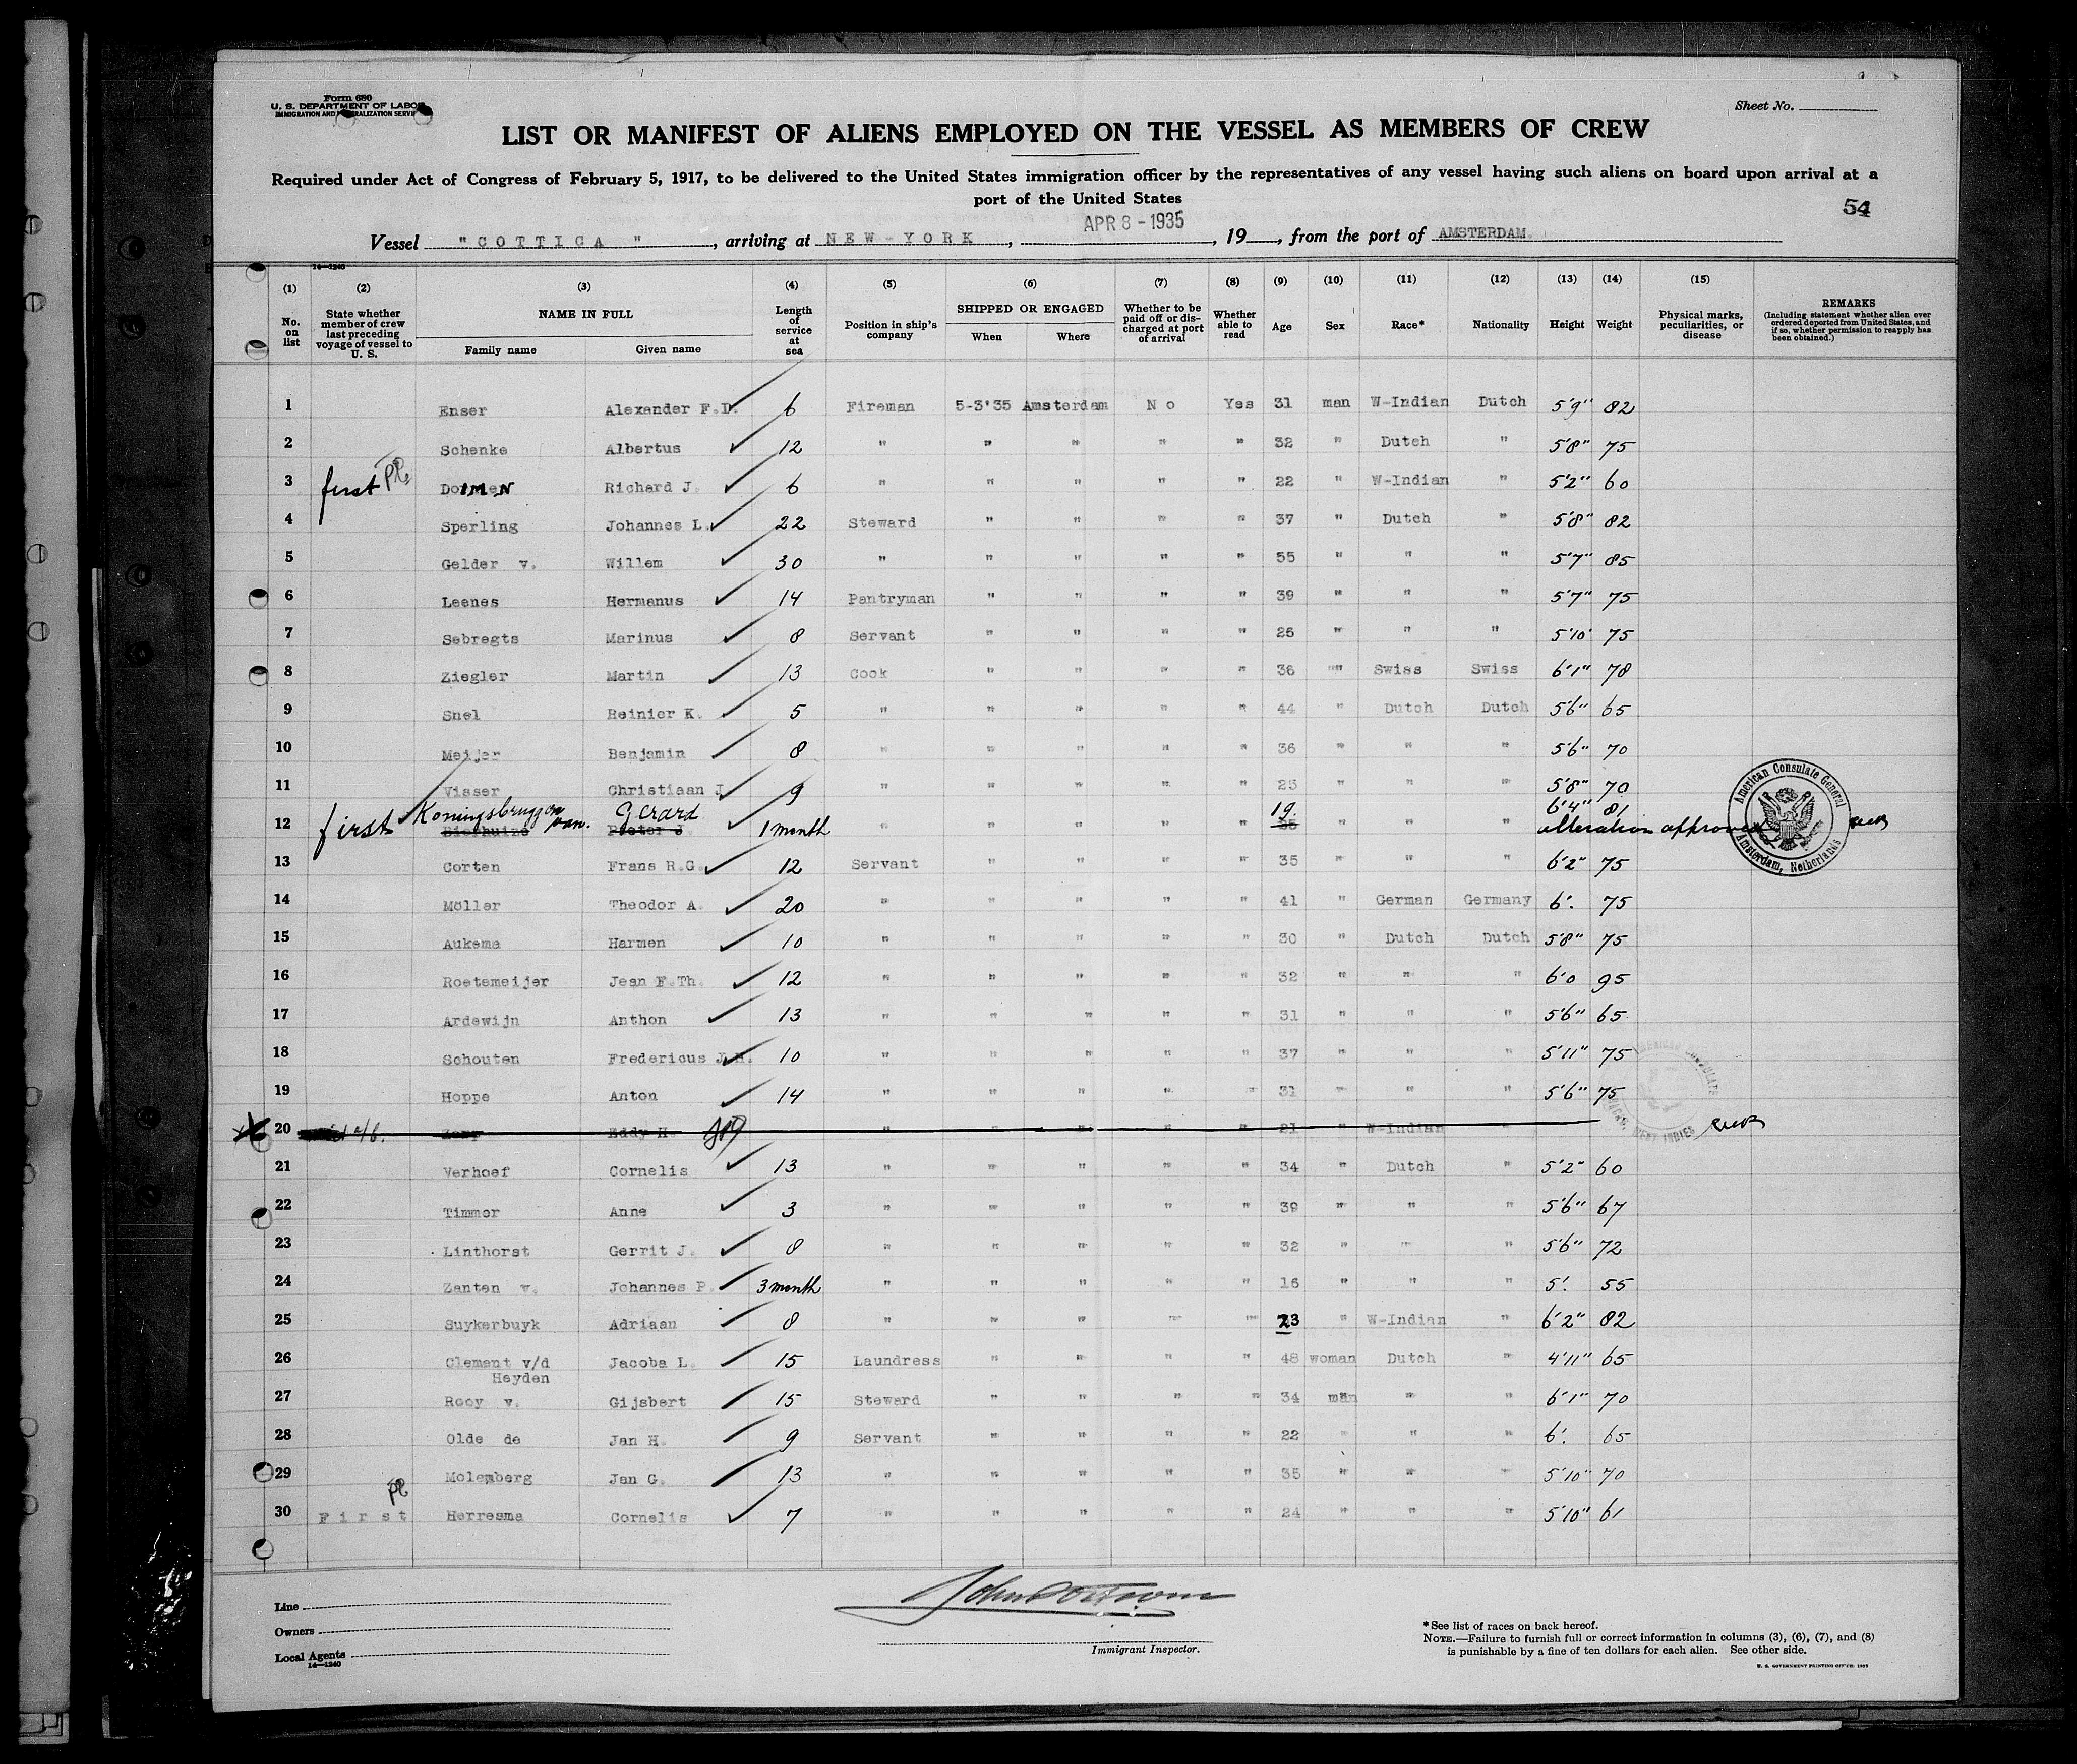 Form 680
U. S. DEPARTMENT OF LABOR
IMMIGRATION AND NATURALIZATION SERVICE
Sheet No.
LIST OR MANIFEST OF ALIENS EMPLOYED ON THE VESSEL AS MEMBERS OF CREW
Required under Act of Congress of February 5, 1917, to be delivered to the United States immigration officer by the representatives of any vessel having such aliens on board upon arrival at a
port of the United States
54
Vessel "COTTICA", arriving at NEW-YORK, APR 8-1935, 19, from the port of AMSTERDAM.
14—1240
(1) (2) (3) (4) (5) (6) (7) (8) (9) (10) (11) (12) (13) (14) (15)
No. on list
State whether member of crew last preceding voyage of vessel to U. S.
NAME IN FULL
Family name Given name
Length of service at sea
Position in ship's company
SHIPPED OR ENGAGED
When Where
Whether to be paid off or discharged at port of arrival
Whether able to read
Age
Sex
Race*
Nationality
Height
Weight
Physical marks, peculiarities, or disease
REMARKS
(Including statement whether alien ever ordered deported from United States, and if so, whether permission to reapply has been obtained.)
1 Enser Alexander F.D. 6 Fireman 5-3'35 Amsterdam No Yes 31 man W-Indian Dutch 5'9" 82
2 Schenke Albertus 12 " " " " " 32 " Dutch " 5'8" 75
3 first Richard J. 6 " " " " " 22 " W-Indian " 5'2" 60
4 Sperling Johannes L. 22 Steward " " " " 37 " Dutch " 5'8" 82
5 Gelder v. Willem 30 " " " " " 55 " " " 5'7" 85
6 Leenes Hermanus 14 Pantryman " " " " 39 " " " 5'7" 75
7 Sebregts Marinus 8 Servant " " " " 26 " " " 5'10' 75
8 Ziegler Martin 13 Cook " " " " 36 "" Swiss Swiss 6'1" 78
9 Snel Reinier K. 5 " " " " " 44 " Dutch Dutch 5'6" 65
10 Meijer Benjamin 8 " " " " " 36 " " " 5'6" 70
11 Visser Christiaan J 9 " " " " " 25 " " " 5'8" 70
12 first Koningsbruggen van. Gerard Pieter J 1 month " " " " " 19. " " " 6'4" 81
alteration approved
American Consulate General
Amsterdam, Netherlands
13 Corten Frans R.G. 12 Servant " " " " 35 " " " 6'2" 75
14 Möller Theodor A. 20 " " " " " 41 " German Germany 6'. 75
15 Aukema Harmen 10 " " " " " 30 " Dutch Dutch 5'8" 75
16 Roetemeijer Jean F.Th. 12 " " " " " 32 " " " 6'0 95
17 Ardewijn Anthon 13 " " " " " 31 " " " 5'6" 65
18 Schouten Fredericus J.H. 10 " " " " " 37 " " " 5'11" 75
19 Hoppe Anton 14 " " " " " 31 " " " 5'6" 75
20 Eddy H. " " " 21 W-Indian "
WEST INDIES
21 Verhoef Cornelis 13 " " " " " 34 " Dutch " 5'2" 60
22 Timmer Anne 3 " " " " " 39 " " " 5'6" 67
23 Linthorst Gerrit J. 8 " " " " " 32 " " " 5'6" 72
24 Zanten v. Johannes P. 3 month " " " " " 16 " " " 5'. 55
25 Suykerbuyk Adriaan 8 " " " " " 23 " W-Indian " 6'2" 82
26 Clement v/d Heyden Jacoba L. 15 Laundress " " " " 48 woman Dutch " 4'11" 65
27 Rooy v. Gijsbert 15 Steward " " " " 34 man " " 6'1" 70
28 Olde de Jan H. 9 Servant " " " " 22 " " " 6'. 65
29 Molemberg Jan G. 13 " " " " " 35 " " " 5'10" 70
30 First Herresma Cornelis 7 " " " " " 24 " " " 5'10" 61
Line
Owners
Local Agents
14—1240
Immigrant Inspector.
*See list of races on back hereof.
NOTE.—Failure to furnish full or correct information in columns (3), (6), (7), and (8)
is punishable by a fine of ten dollars for each alien. See other side.